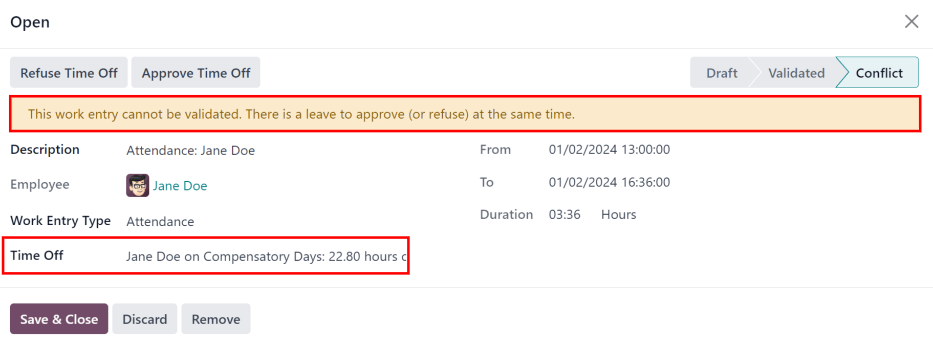 Open
Refuse Time Off Approve Time Off Draft Validated Conflict
This work entry cannot be validated. There is a leave to approve (or refuse) at the same time.
Description Attendance: Jane Doe From 01/02/2024 13:00:00
Employee Jane Doe To 01/02/2024 16:36:00
Work Entry Type Attendance Duration 03:36 Hours
Time Off Jane Doe on Compensatory Days: 22.80 hours
Save & Close Discard Remove